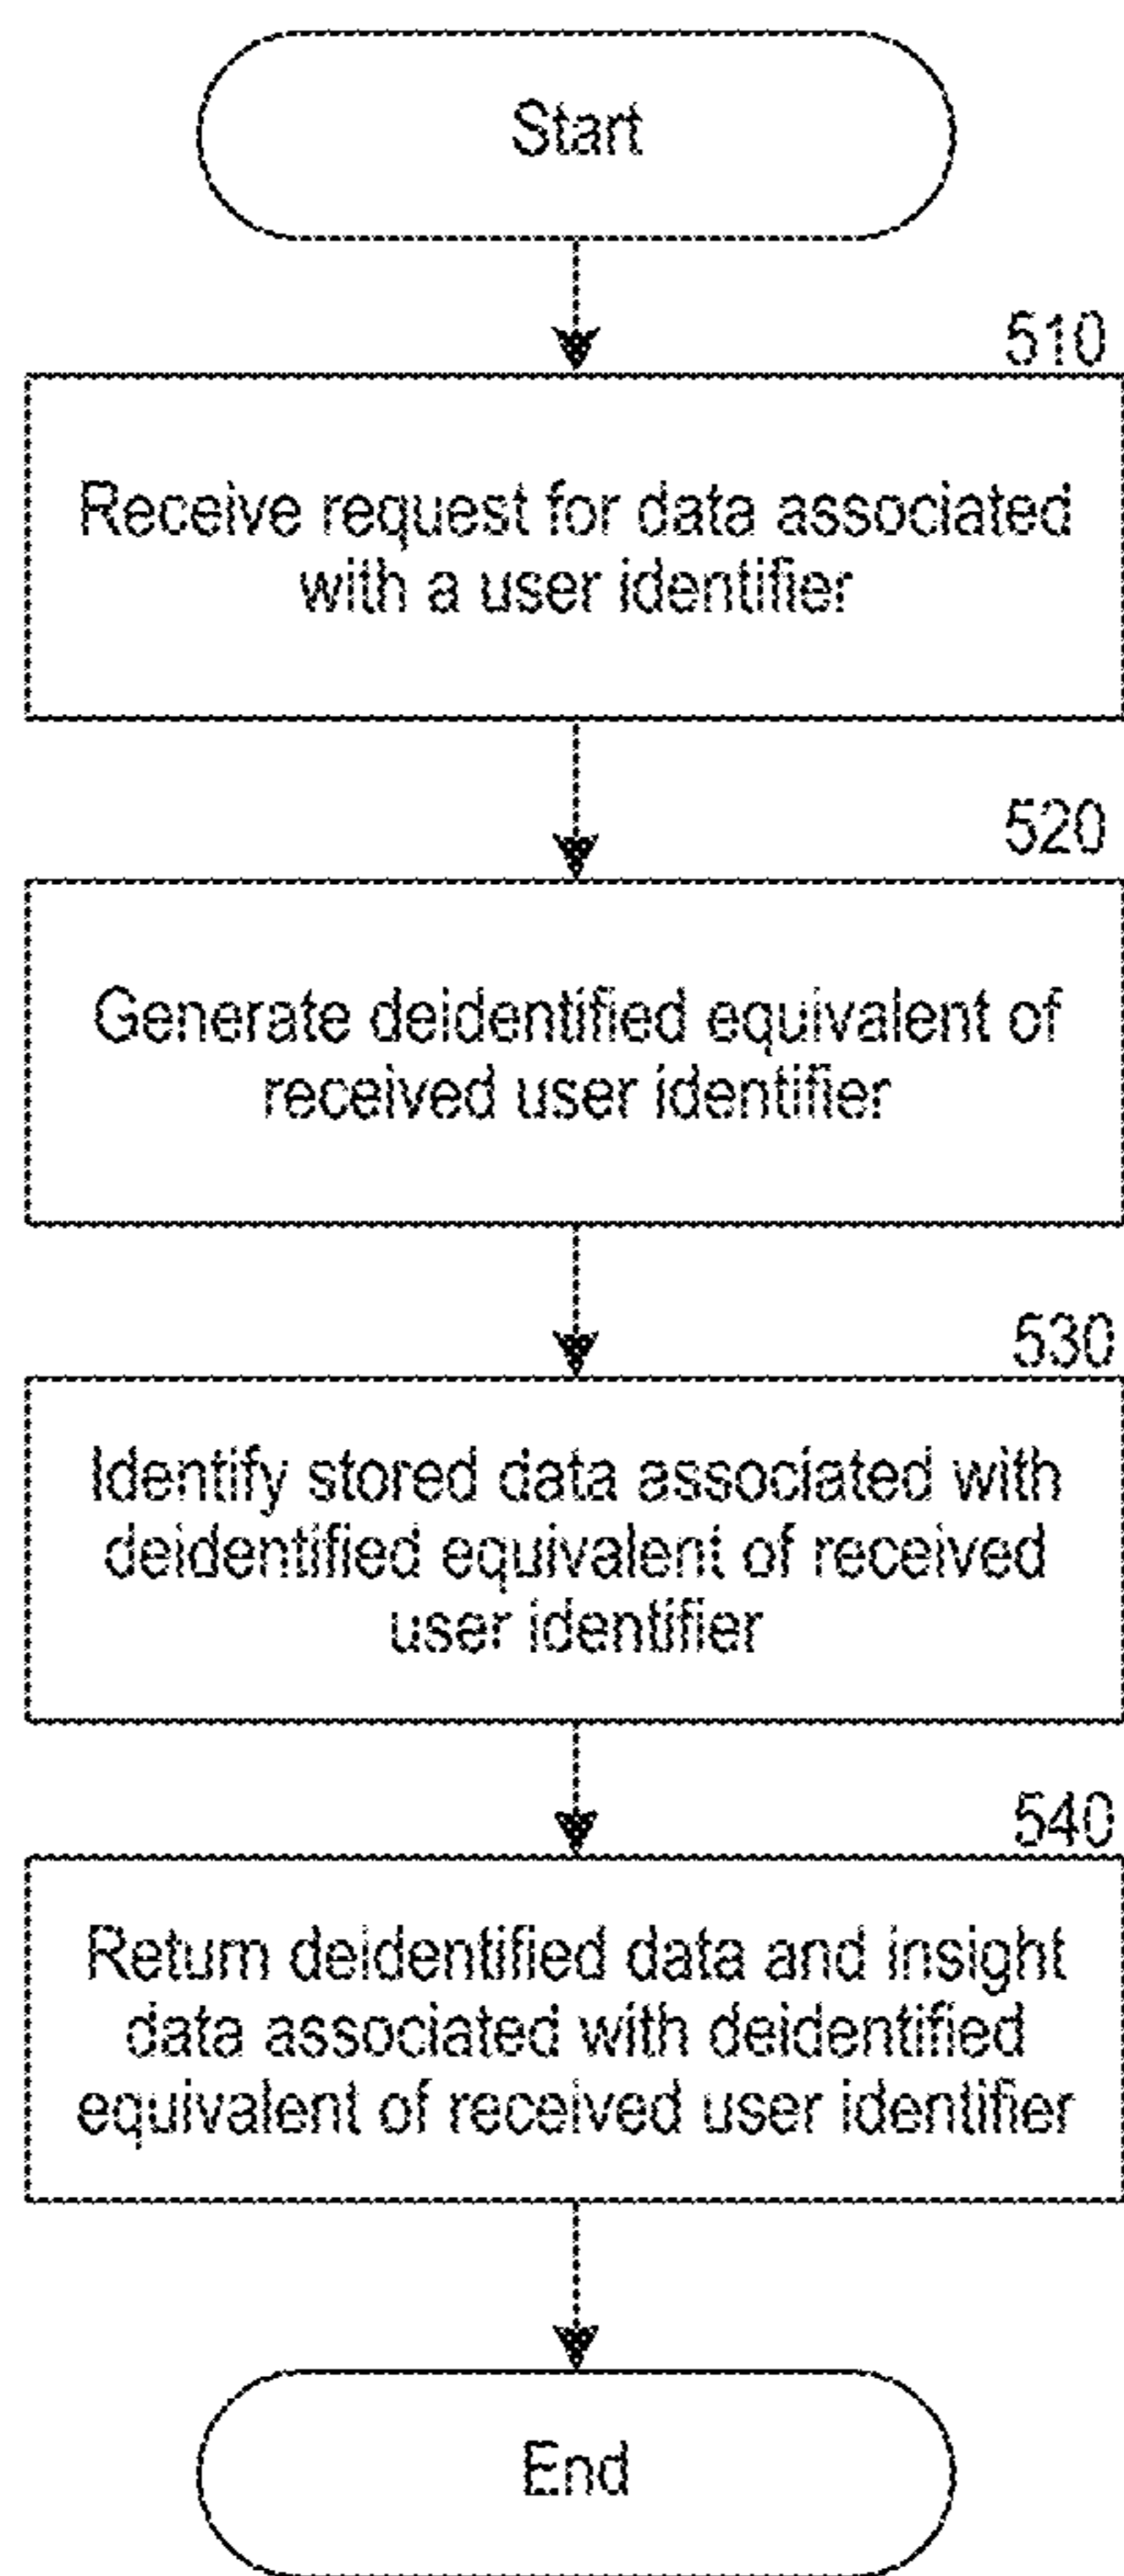 Start
510
Receive request for data associated
with a user identifier
520
Generate deidentified equivalent of
received user identifier
530
Identify stored data associated with
deidentified equivalent of received
user identifier
540
Return deidentified data and insight
data associated with deidentified
equivalent of received user identifier
End